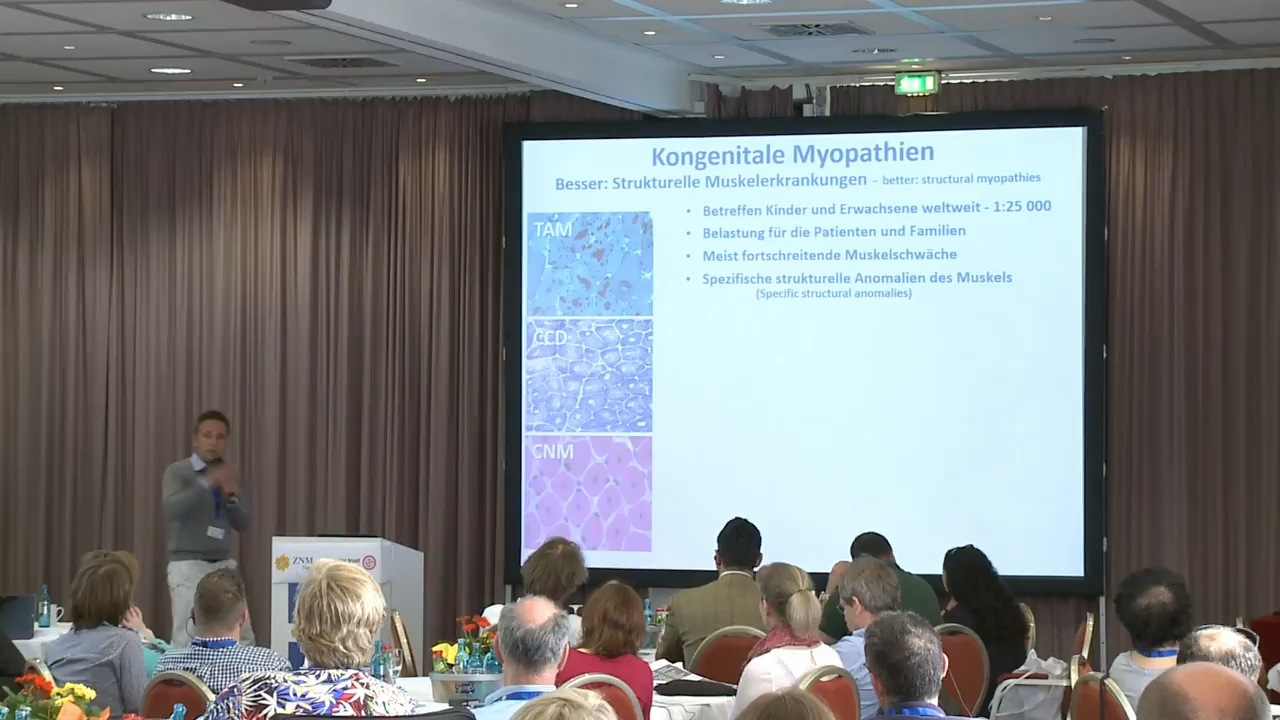 Kongenitale Myopathien
Besser: Strukturelle Muskelerkrankungen – better: structural myopathies
• Betreffen Kinder und Erwachsene weltweit - 1:25 000
• Belastung für die Patienten und Familien
• Meist fortschreitende Muskelschwäche
• Spezifische strukturelle Anomalien des Muskels
(Specific structural anomalies)
TAM
CCD
CNM
ZNM